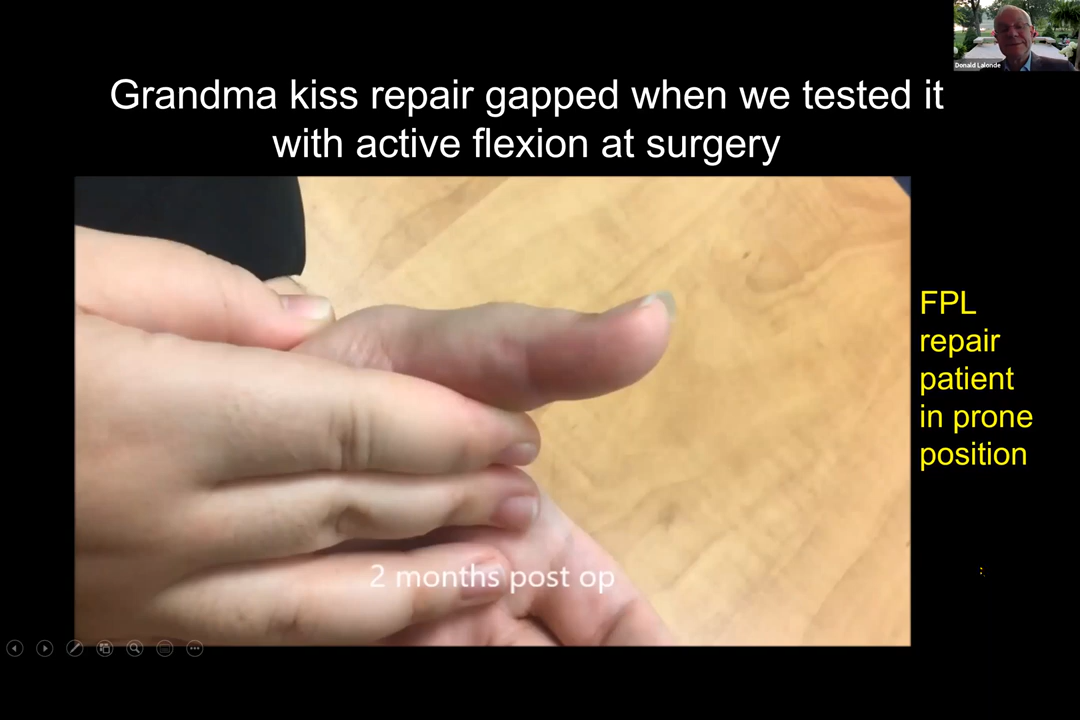 Donald Lalonde
Grandma kiss repair gapped when we tested it
with active flexion at surgery
FPL
repair
patient
in prone
position
2 months post op